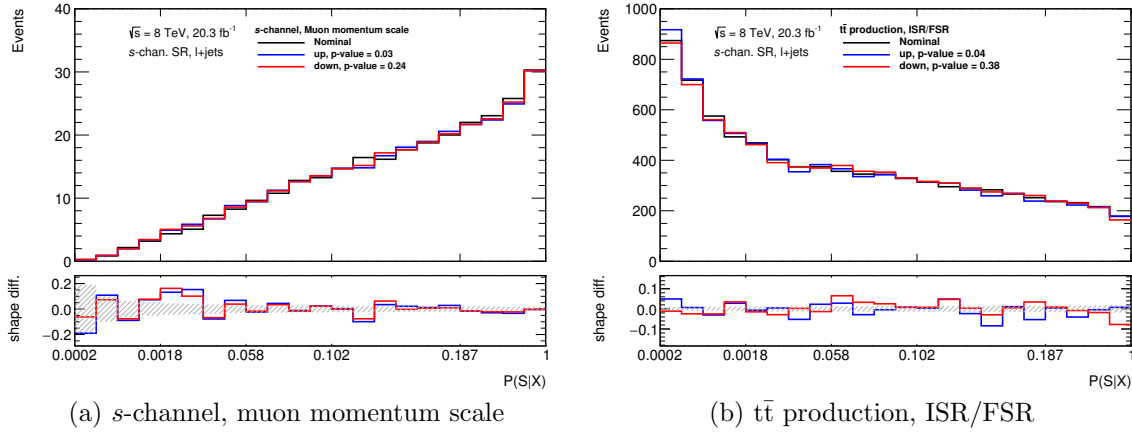 Events
40
30
20
10
0
√s = 8 TeV, 20.3 fb⁻¹
s-chan. SR, l+jets
s-channel, Muon momentum scale
Nominal
up, p-value = 0.03
down, p-value = 0.24
shape diff.
0.2
0.0
−0.2
0.0002 0.0018 0.058 0.102 0.187 1
P(S|X)
(a) s-channel, muon momentum scale
Events
1000
800
600
400
200
0
√s = 8 TeV, 20.3 fb⁻¹
s-chan. SR, l+jets
tt̄ production, ISR/FSR
Nominal
up, p-value = 0.04
down, p-value = 0.38
shape diff.
0.1
0.0
−0.1
0.0002 0.0018 0.058 0.102 0.187 1
P(S|X)
(b) tt̄ production, ISR/FSR